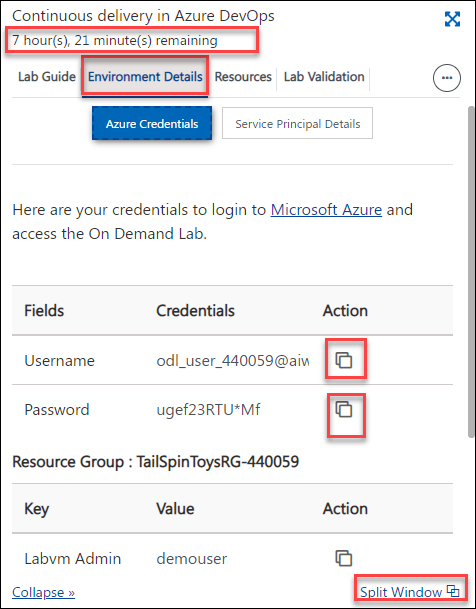 Continuous delivery in Azure DevOps
7 hour(s), 21 minute(s) remaining
Lab Guide Environment Details Resources Lab Validation
Azure Credentials Service Principal Details
Here are your credentials to login to Microsoft Azure and
access the On Demand Lab.
Fields Credentials Action
Username odl_user_440059@aiw
Password ugef23RTU*Mf
Resource Group : TailSpinToysRG-440059
Key Value Action
Labvm Admin demouser
Collapse » Split Window